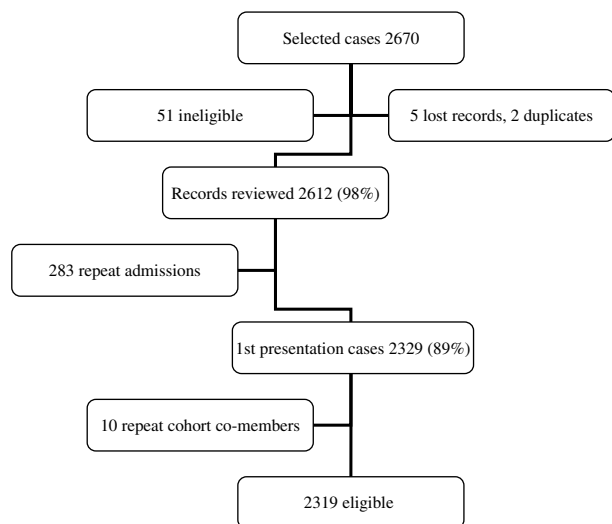 Selected cases 2670
51 ineligible
5 lost records, 2 duplicates
Records reviewed 2612 (98%)
283 repeat admissions
1st presentation cases 2329 (89%)
10 repeat cohort co-members
2319 eligible